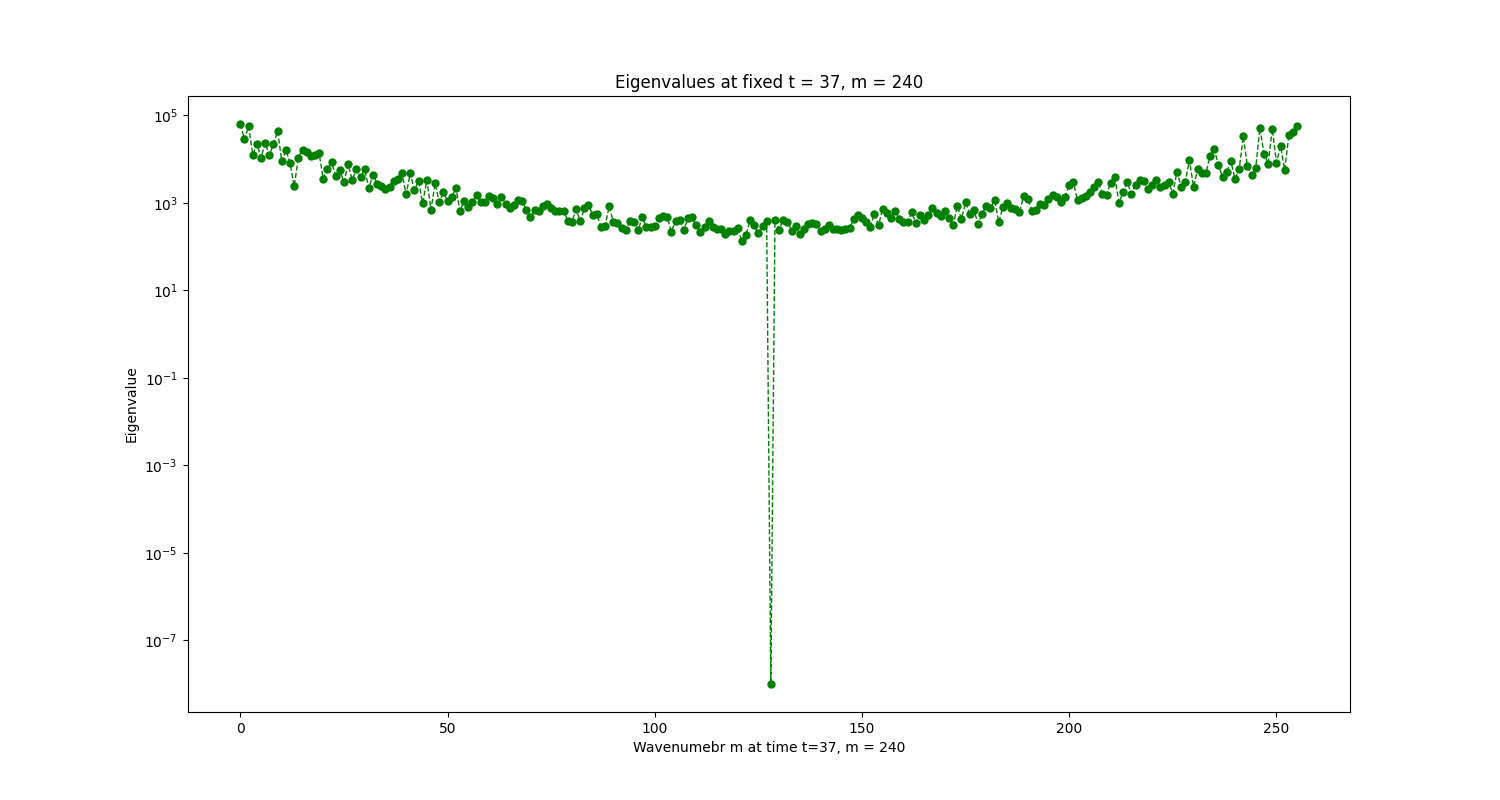 Eigenvalues at fixed t = 37, m = 240
Eigenvalue
10^5
10^3
10^1
10^-1
10^-3
10^-5
10^-7
0 50 100 150 200 250
Wavenumebr m at time t=37, m = 240